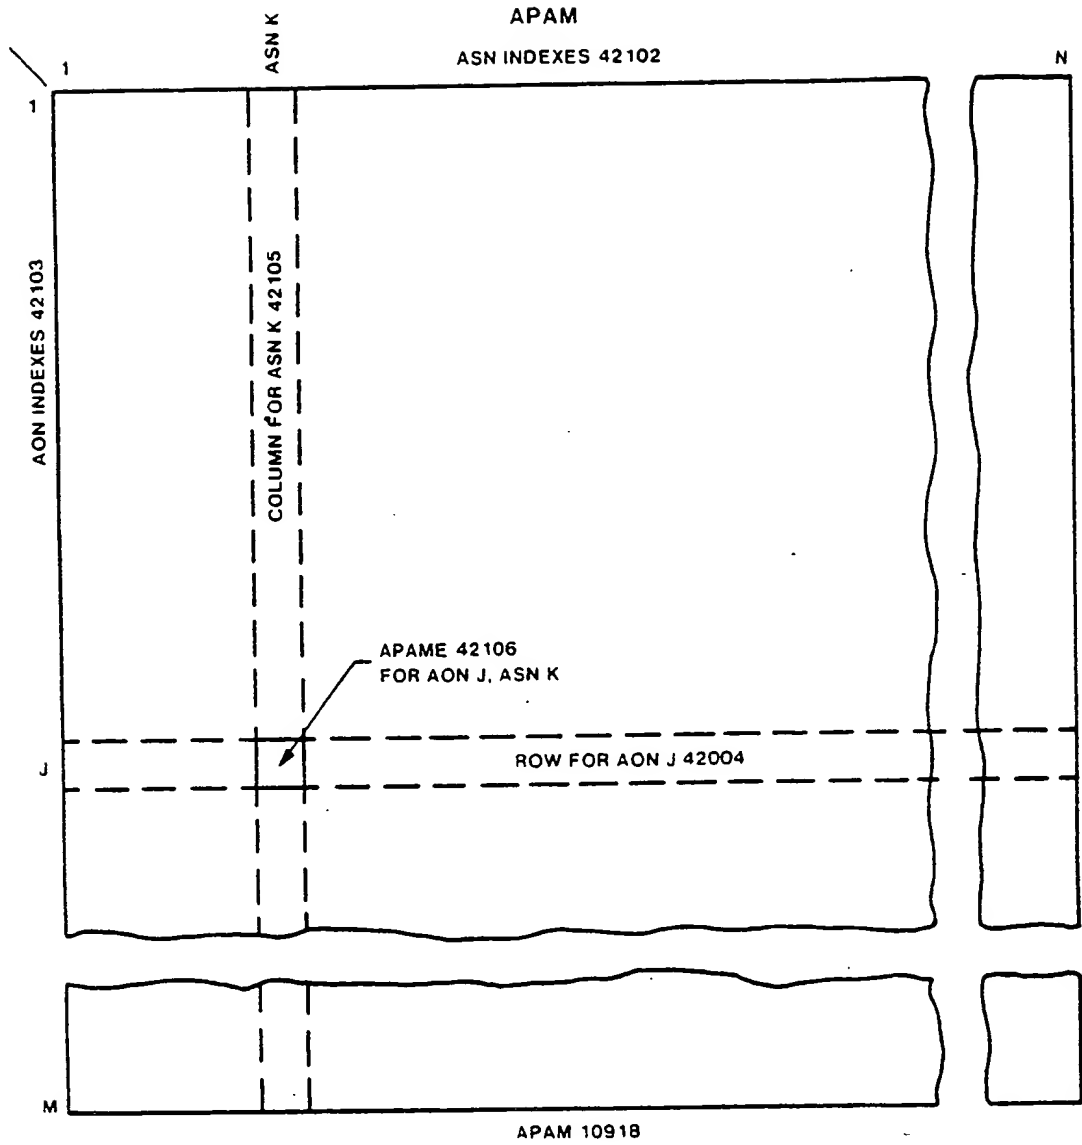 APAM
ASN K
ASN INDEXES 42102
1
N
1
AON INDEXES 42103
COLUMN FOR ASN K 42105
APAME 42106
FOR AON J, ASN K
J
ROW FOR AON J 42004
M
APAM 10918